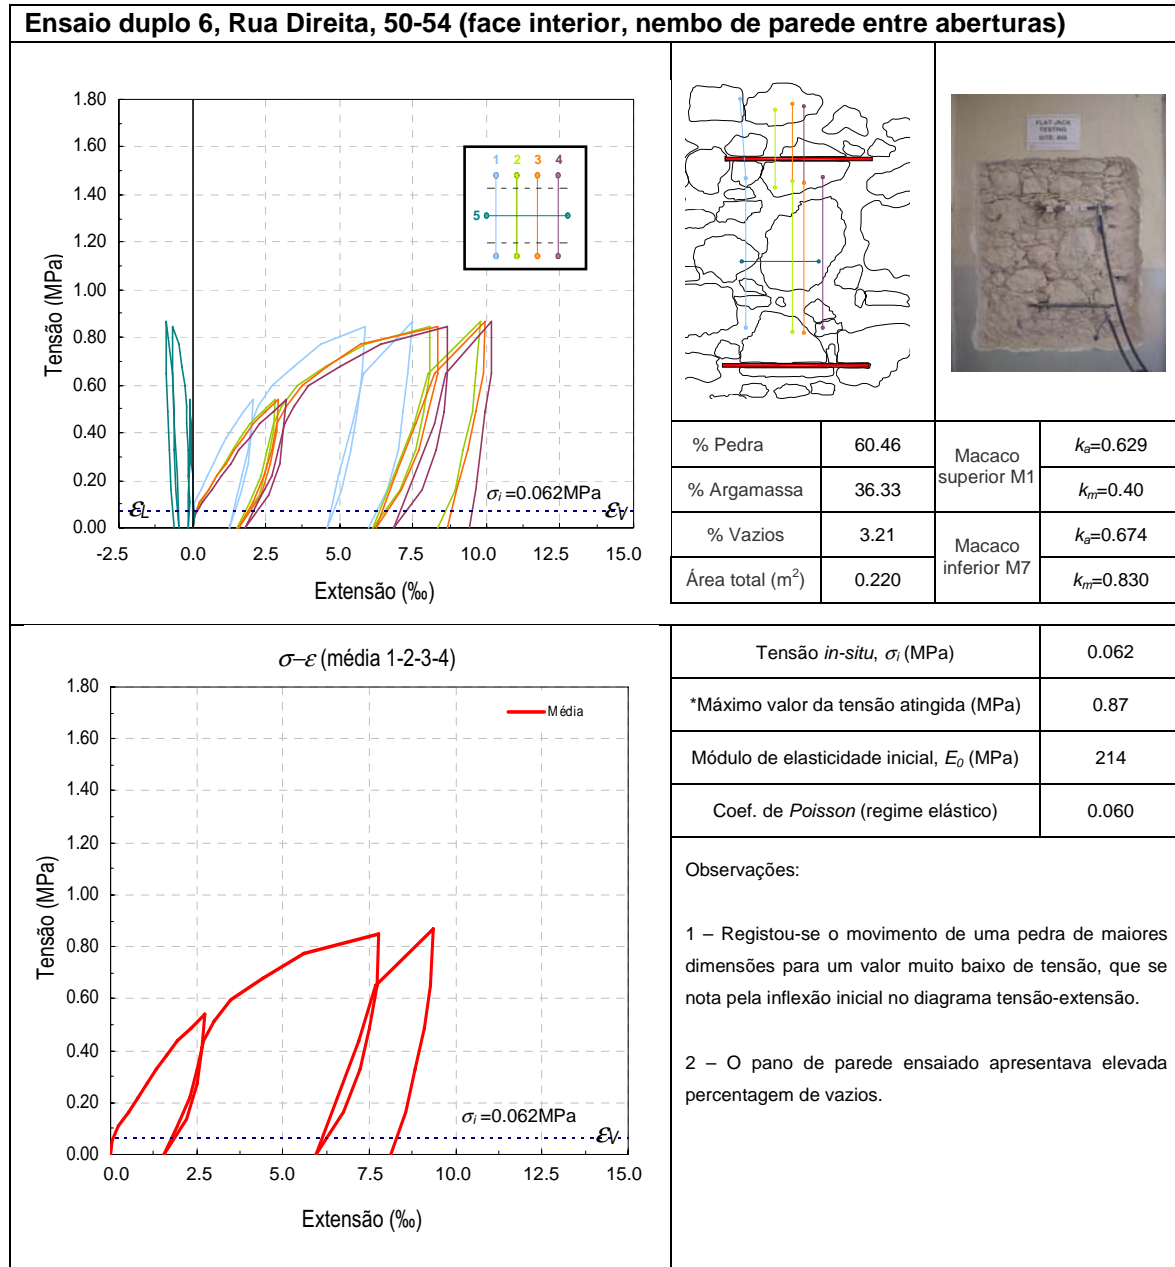 Ensaio duplo 6, Rua Direita, 50-54 (face interior, nembo de parede entre aberturas)
1.80
1.60
1.40
1.20
1.00
0.80
0.60
0.40
0.20
0.00
Tensão (MPa)
1 2 3 4
5
σi =0.062MPa
εL
εV
-2.5 0.0 2.5 5.0 7.5 10.0 12.5 15.0
Extensão (‰)
FLAT-JACK
TESTING
% Pedra 60.46
% Argamassa 36.33
% Vazios 3.21
Área total (m²) 0.220
Macaco
superior M1
ka=0.629
km=0.40
Macaco
inferior M7
ka=0.674
km=0.830
σ–ε (média 1-2-3-4)
Média
1.80
1.60
1.40
1.20
1.00
0.80
0.60
0.40
0.20
0.00
Tensão (MPa)
σi =0.062MPa
εV
0.0 2.5 5.0 7.5 10.0 12.5 15.0
Extensão (‰)
Tensão in-situ, σi (MPa) 0.062
*Máximo valor da tensão atingida (MPa) 0.87
Módulo de elasticidade inicial, E0 (MPa) 214
Coef. de Poisson (regime elástico) 0.060
Observações:
1 – Registou-se o movimento de uma pedra de maiores
dimensões para um valor muito baixo de tensão, que se
nota pela inflexão inicial no diagrama tensão-extensão.
2 – O pano de parede ensaiado apresentava elevada
percentagem de vazios.